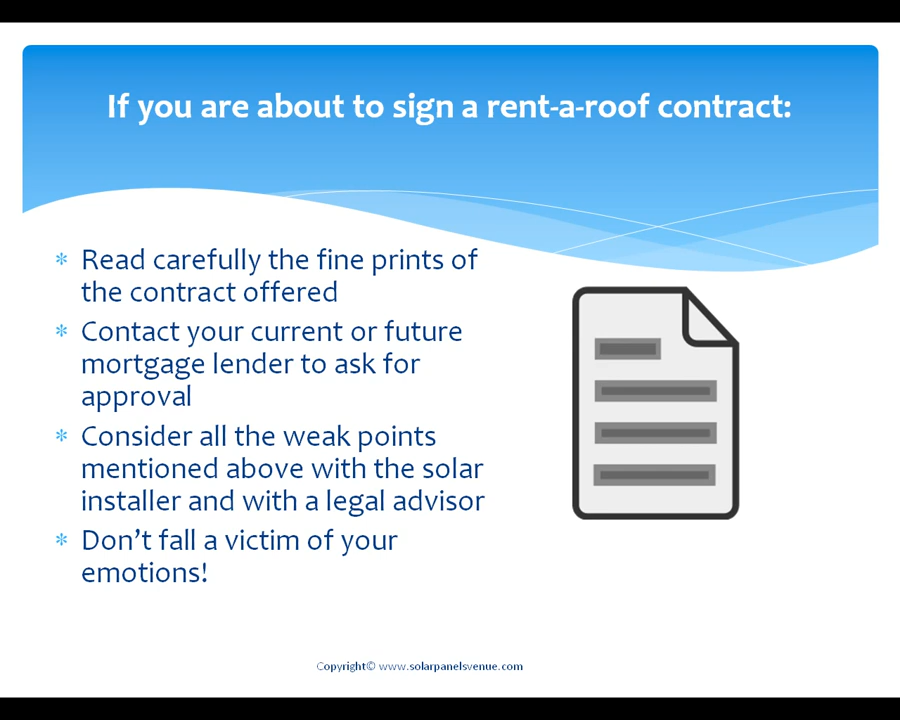 If you are about to sign a rent-a-roof contract:
* Read carefully the fine prints of
the contract offered
* Contact your current or future
mortgage lender to ask for
approval
* Consider all the weak points
mentioned above with the solar
installer and with a legal advisor
* Don’t fall a victim of your
emotions!
Copyright© www.solarpanelsvenue.com